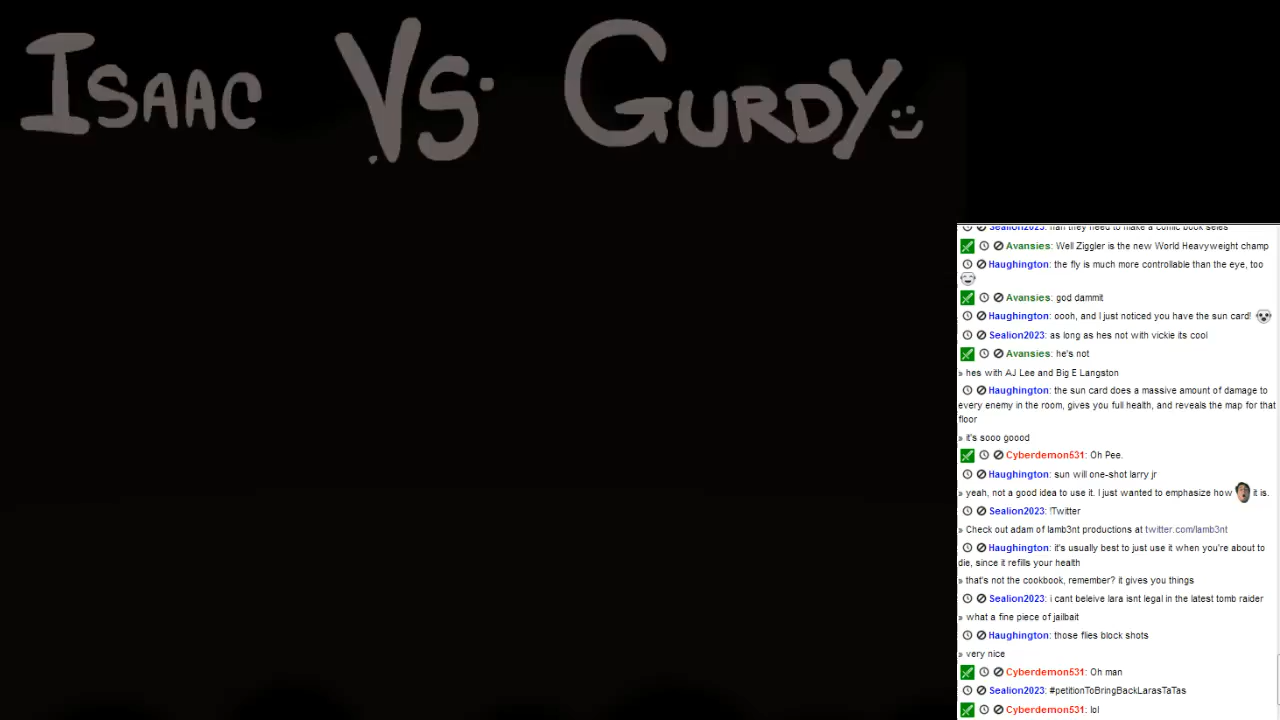 ISAAC VS. GURDY
Sealion2023: nah they need to make a comic book seies
Avansies: Well Ziggler is the new World Heavyweight champ
Haughington: the fly is much more controllable than the eye, too
Avansies: god dammit
Haughington: oooh, and I just noticed you have the sun card!
Sealion2023: as long as hes not with vickie its cool
Avansies: he's not
» hes with AJ Lee and Big E Langston
Haughington: the sun card does a massive amount of damage to
every enemy in the room, gives you full health, and reveals the map for that
floor
» it's sooo goood
Cyberdemon531: Oh Pee.
Haughington: sun will one-shot larry jr
» yeah, not a good idea to use it. I just wanted to emphasize how it is.
Sealion2023: !Twitter
» Check out adam of lamb3nt productions at twitter.com/lamb3nt
Haughington: it's usually best to just use it when you're about to
die, since it refills your health
» that's not the cookbook, remember? it gives you things
Sealion2023: i cant beleive lara isnt legal in the latest tomb raider
» what a fine piece of jailbait
Haughington: those flies block shots
» very nice
Cyberdemon531: Oh man
Sealion2023: #petitionToBringBackLarasTaTas
Cyberdemon531: lol